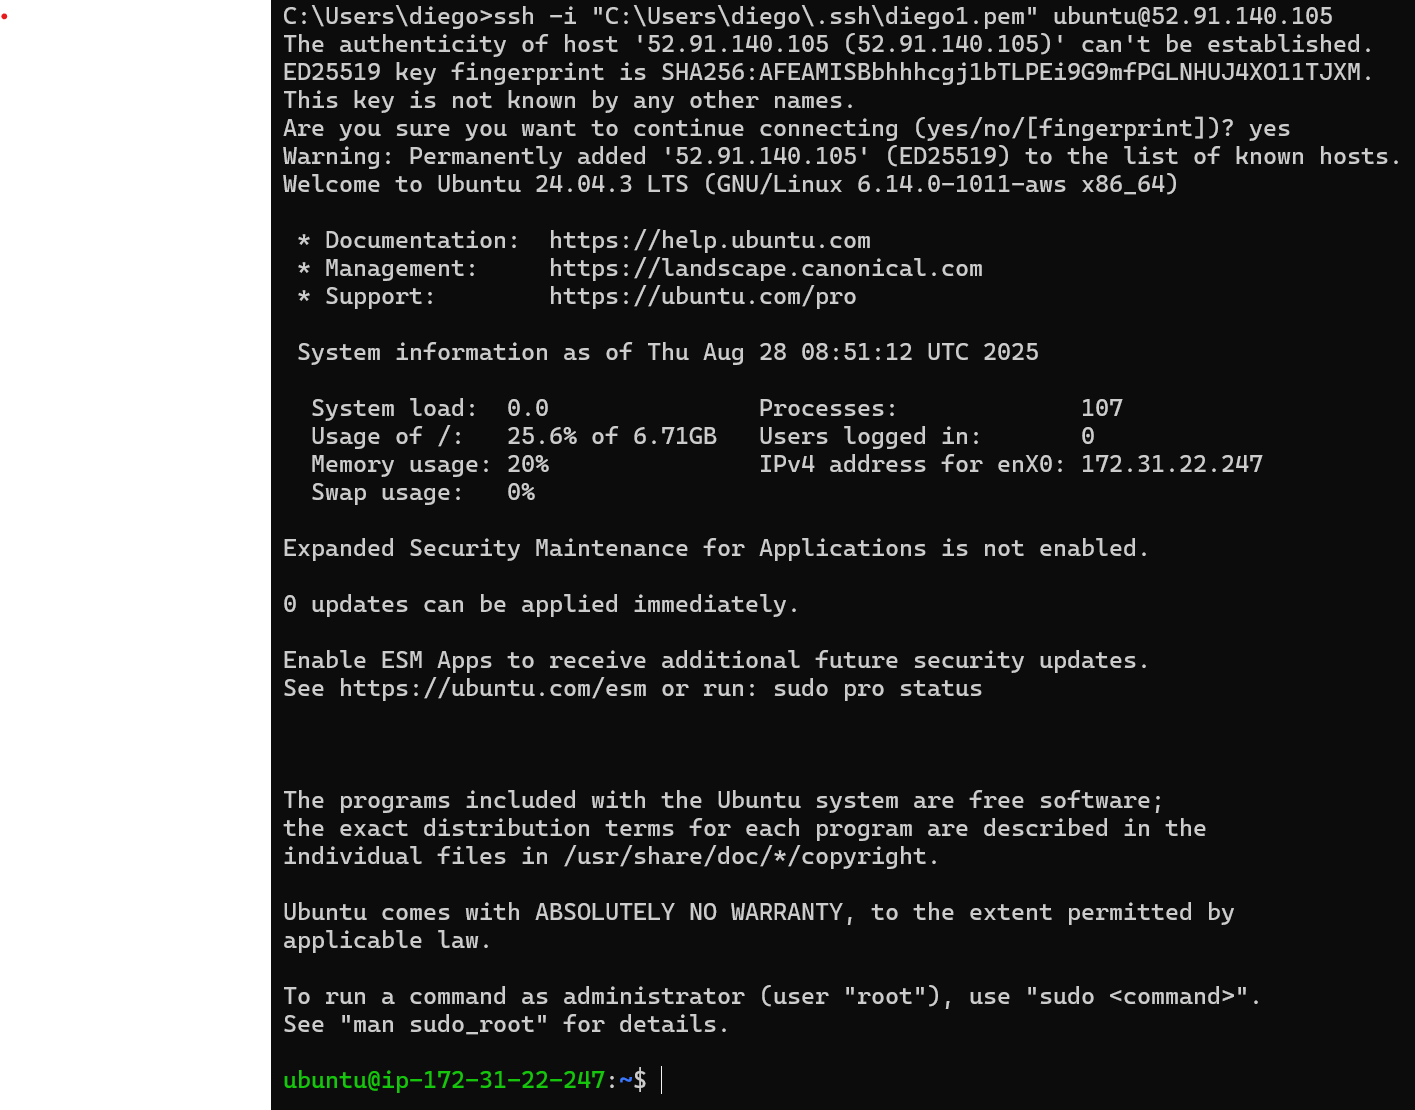 C:\Users\diego>ssh -i "C:\Users\diego\.ssh\diego1.pem" ubuntu@52.91.140.105
The authenticity of host '52.91.140.105 (52.91.140.105)' can't be established.
ED25519 key fingerprint is SHA256:AFEAMISBbhhhcgj1bTLPEi9G9mfPGLNHUJ4XO11TJXM.
This key is not known by any other names.
Are you sure you want to continue connecting (yes/no/[fingerprint])? yes
Warning: Permanently added '52.91.140.105' (ED25519) to the list of known hosts.
Welcome to Ubuntu 24.04.3 LTS (GNU/Linux 6.14.0-1011-aws x86_64)

 * Documentation:  https://help.ubuntu.com
 * Management:     https://landscape.canonical.com
 * Support:        https://ubuntu.com/pro

 System information as of Thu Aug 28 08:51:12 UTC 2025

  System load:  0.0               Processes:             107
  Usage of /:   25.6% of 6.71GB   Users logged in:       0
  Memory usage: 20%               IPv4 address for enX0: 172.31.22.247
  Swap usage:   0%

Expanded Security Maintenance for Applications is not enabled.

0 updates can be applied immediately.

Enable ESM Apps to receive additional future security updates.
See https://ubuntu.com/esm or run: sudo pro status

The programs included with the Ubuntu system are free software;
the exact distribution terms for each program are described in the
individual files in /usr/share/doc/*/copyright.

Ubuntu comes with ABSOLUTELY NO WARRANTY, to the extent permitted by
applicable law.

To run a command as administrator (user "root"), use "sudo <command>".
See "man sudo_root" for details.

ubuntu@ip-172-31-22-247:~$